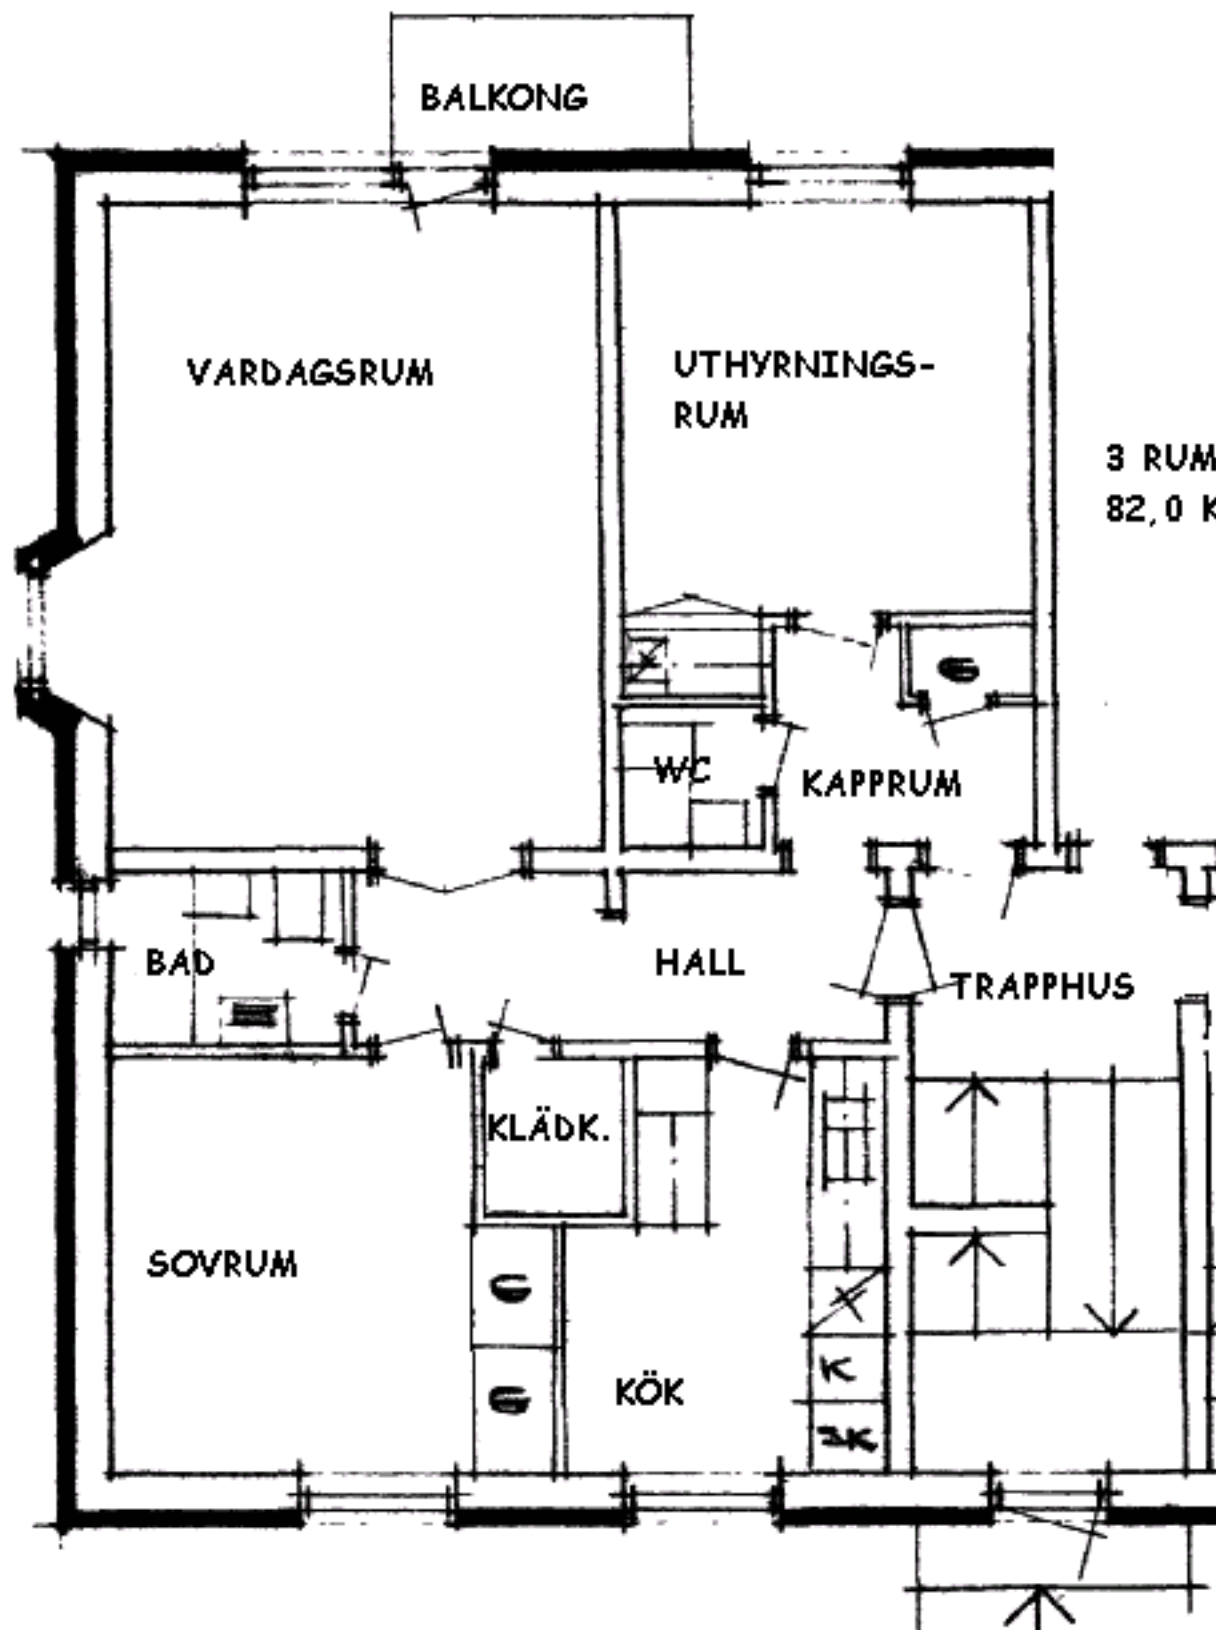 BALKONG
VARDAGSRUM
UTHYRNINGS-
RUM
3 RUM
82,0 K
WC
KAPPRUM
BAD
HALL
TRAPPHUS
KLÄDK.
SOVRUM
KÖK
K